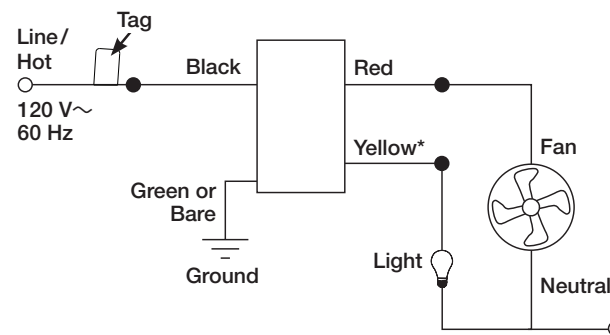 Tag
Line/
Hot
120 V~
60 Hz
Black
Red
Yellow*
Green or
Bare
Ground
Light
Fan
Neutral